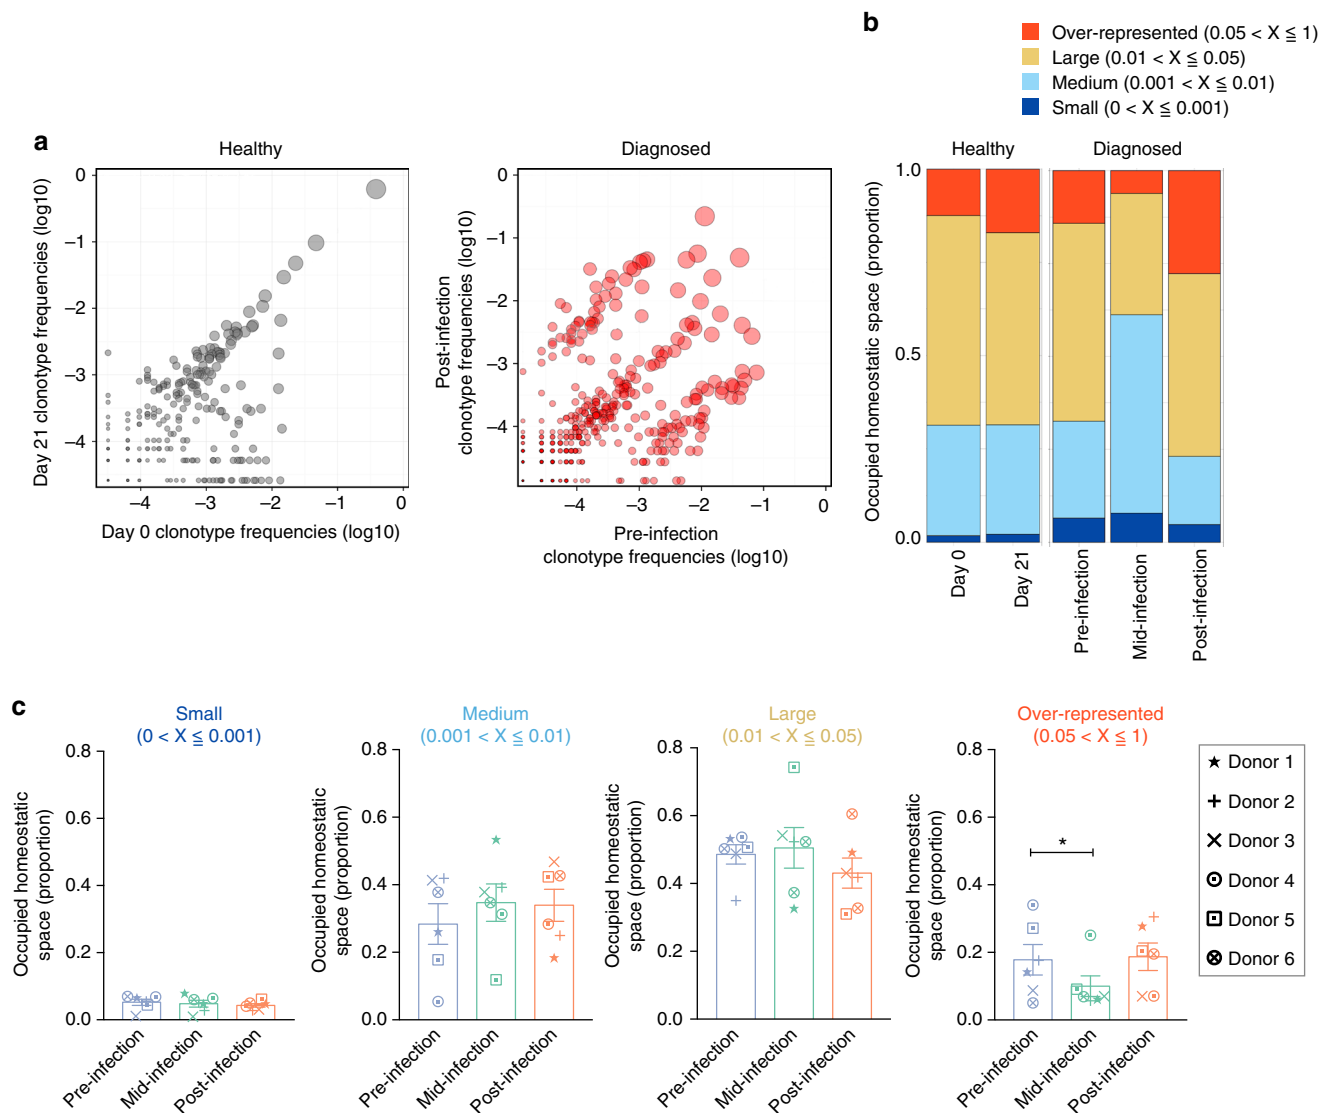 b
Over-represented (0.05 < X ≦ 1)
Large (0.01 < X ≦ 0.05)
Medium (0.001 < X ≦ 0.01)
Small (0 < X ≦ 0.001)
a
Healthy
Day 21 clonotype frequencies (log10)
0
−1
−2
−3
−4
−4
−3
−2
−1
0
Day 0 clonotype frequencies (log10)
Diagnosed
Post-infection
clonotype frequencies (log10)
0
−1
−2
−3
−4
−4
−3
−2
−1
0
Pre-infection
clonotype frequencies (log10)
Healthy
Diagnosed
Occupied homeostatic space (proportion)
1.0
0.5
0.0
Day 0
Day 21
Pre-infection
Mid-infection
Post-infection
c
Small
(0 < X ≦ 0.001)
Occupied homeostatic
space (proportion)
0.8
0.6
0.4
0.2
0.0
Pre-infection
Mid-infection
Post-infection
Medium
(0.001 < X ≦ 0.01)
Occupied homeostatic
space (proportion)
0.8
0.6
0.4
0.2
0.0
Pre-infection
Mid-infection
Post-infection
Large
(0.01 < X ≦ 0.05)
Occupied homeostatic
space (proportion)
0.8
0.6
0.4
0.2
0.0
Pre-infection
Mid-infection
Post-infection
Over-represented
(0.05 < X ≦ 1)
Occupied homeostatic
space (proportion)
0.8
0.6
0.4
0.2
0.0
*
Pre-infection
Mid-infection
Post-infection
Donor 1
Donor 2
Donor 3
Donor 4
Donor 5
Donor 6